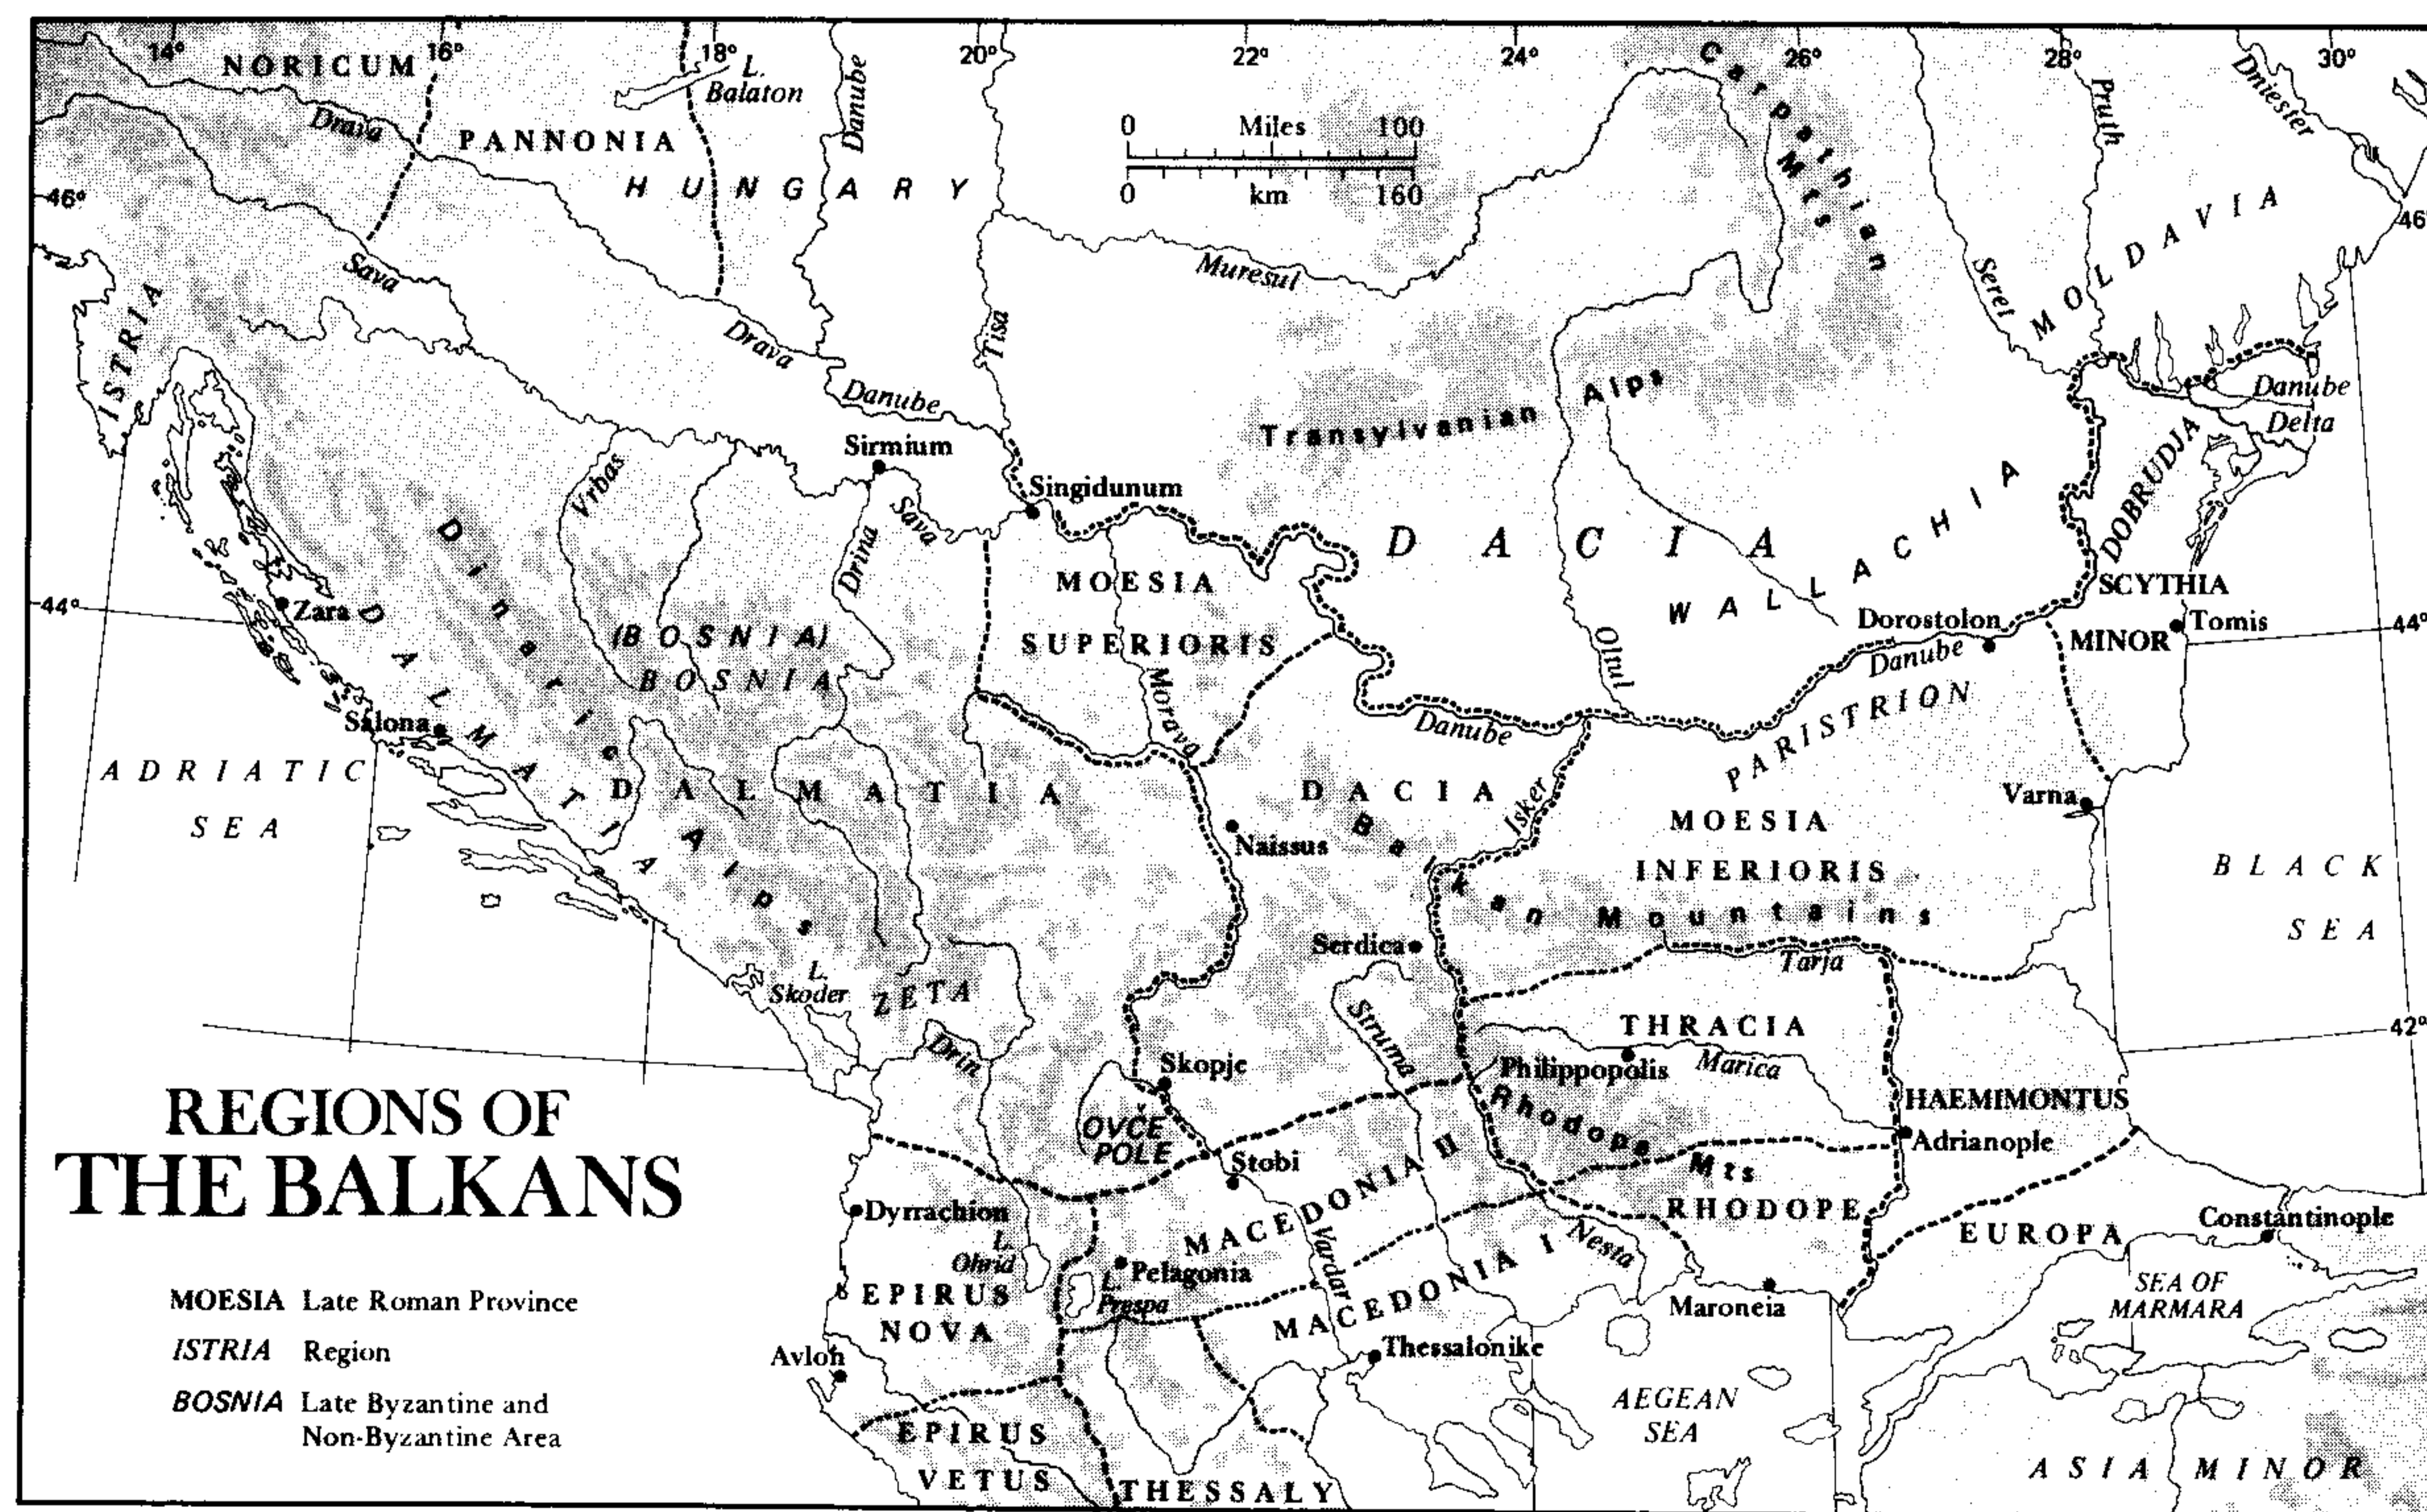 14°
16°
18°
20°
22°
24°
26°
28°
30°
NORICUM
L.
Balaton
Danube
Carpathian
Mts
Pruth
Dniester
Drava
PANNONIA
0 Miles 100
0 km 160
HUNGARY
46°
46°
MOLDAVIA
Sava
Muresul
Seret
ISTRIA
Drava
Tisa
Danube
Transylvanian Alps
Danube
Delta
Sirmium
Vrbas
Singidunum
Sava
Drina
DACIA
WALLACHIA
DOBRUDJA
Dinaric
Alps
MOESIA
SUPERIORIS
SCYTHIA
MINOR
Tomis
44°
44°
Zara
DALMATIA
(BOSNIA)
BOSNIA
Dorostolon
Danube
Oltul
Morava
PARISTRION
Salona
Danube
ADRIATIC
SEA
DALMATIA
DACIA
Isker
Varna
MOESIA
INFERIORIS
Naissus
Balkan Mountains
BLACK
SEA
Serdica
Tarja
L.
Skoder
ZETA
Struma
THRACIA
42°
Drin
Skopje
Philippopolis
Marica
HAEMIMONTUS
REGIONS OF
THE BALKANS
OVČE
POLE
Rhodope
Mts
Adrianople
Stobi
MACEDONIA II
RHODOPE
Dyrrachion
EUROPA
Constantinople
L.
Ohrid
Pelagonia
Vardar
Nesta
L.
Prespa
EPIRUS
NOVA
MACEDONIA I
Maroneia
SEA OF
MARMARA
MOESIA Late Roman Province
ISTRIA Region
BOSNIA Late Byzantine and
Non-Byzantine Area
Avlon
Thessalonike
AEGEAN
SEA
EPIRUS
VETUS
THESSALY
ASIA MINOR